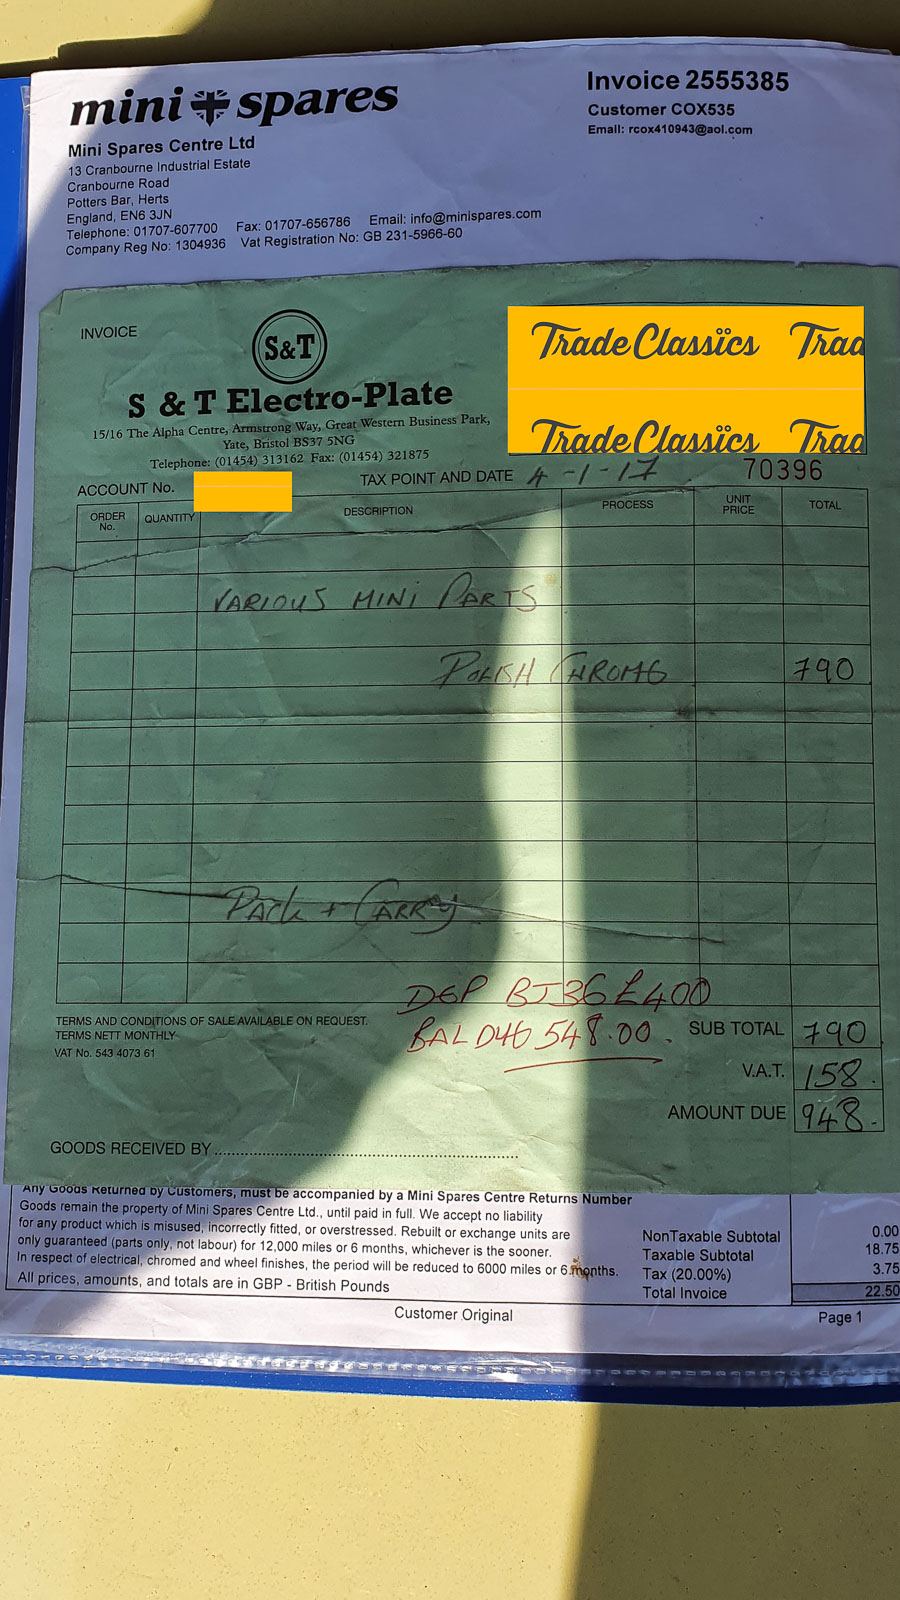 mini spares
Mini Spares Centre Ltd
13 Cranbourne Industrial Estate
Cranbourne Road
Potters Bar, Herts
England, EN6 3JN
Telephone: 01707-607700 Fax: 01707-656786 Email: info@minispares.com
Company Reg No: 1304936 Vat Registration No: GB 231-5966-60
Invoice 2555385
Customer COX535
Email: rcox410943@aol.com
INVOICE
S&T
S & T Electro-Plate
15/16 The Alpha Centre, Armstrong Way, Great Western Business Park,
Yate, Bristol BS37 5NG
Telephone: (01454) 313162 Fax: (01454) 321875
Trade Classics Trad
Trade Classics Trad
ACCOUNT No.
TAX POINT AND DATE 4-1-17 70396
ORDER No. QUANTITY DESCRIPTION PROCESS UNIT PRICE TOTAL
VARIOUS MINI PARTS
POLISH CHROME 790
PACK + CARRY
DEP BJ36 £400
BAL D46 548.00.
TERMS AND CONDITIONS OF SALE AVAILABLE ON REQUEST.
TERMS NETT MONTHLY
VAT No. 543 4073 61
SUB TOTAL 790
V.A.T. 158.
AMOUNT DUE 948.-
GOODS RECEIVED BY
Any Goods Returned by Customers, must be accompanied by a Mini Spares Centre Returns Number
Goods remain the property of Mini Spares Centre Ltd., until paid in full. We accept no liability
for any product which is misused, incorrectly fitted, or overstressed. Rebuilt or exchange units are
only guaranteed (parts only, not labour) for 12,000 miles or 6 months, whichever is the sooner.
In respect of electrical, chromed and wheel finishes, the period will be reduced to 6000 miles or 6 months.
All prices, amounts, and totals are in GBP - British Pounds
NonTaxable Subtotal 0.00
Taxable Subtotal 18.75
Tax (20.00%) 3.75
Total Invoice 22.50
Customer Original
Page 1